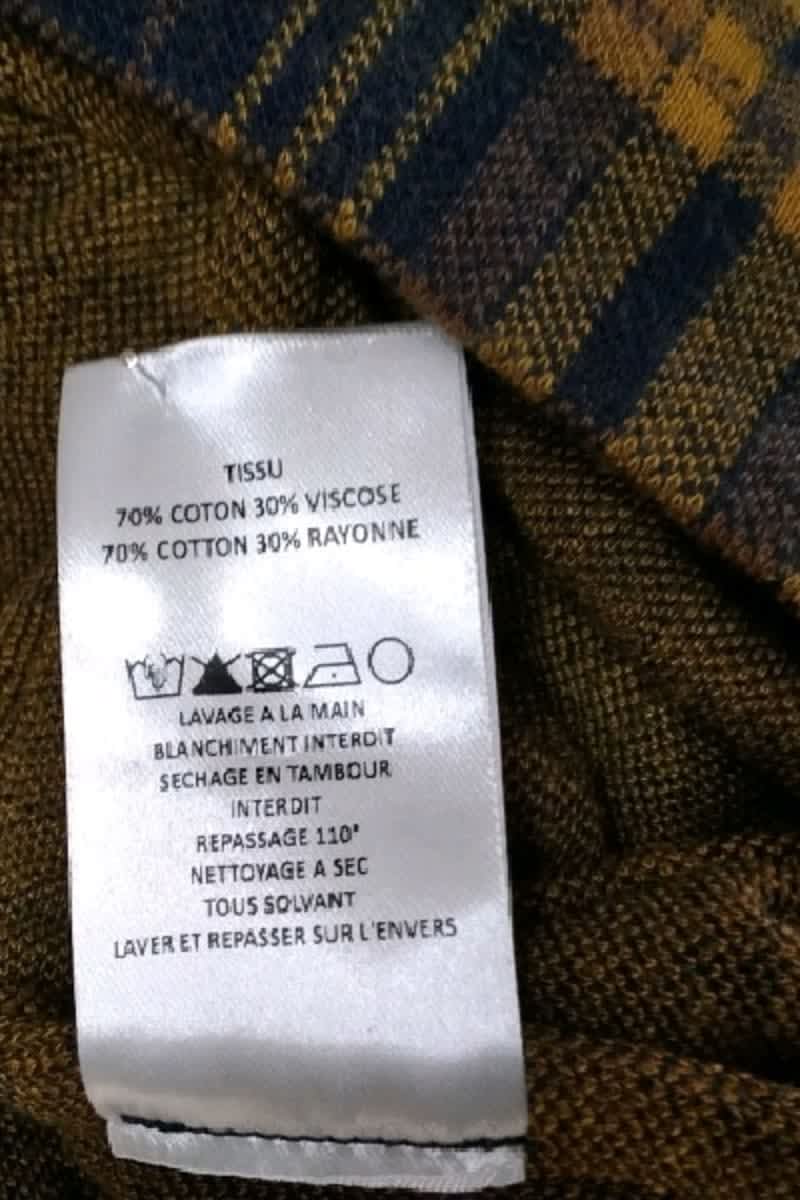 TISSU
70% COTON 30% VISCOSE
70% COTTON 30% RAYONNE
LAVAGE A LA MAIN
BLANCHIMENT INTERDIT
SECHAGE EN TAMBOUR
INTERDIT
REPASSAGE 110°
NETTOYAGE A SEC
TOUS SOLVANT
LAVER ET REPASSER SUR L'ENVERS